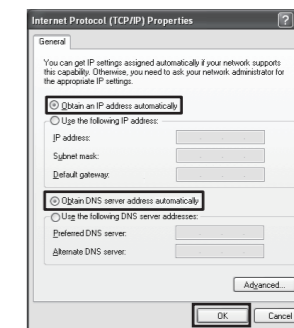 Internet Protocol (TCP/IP) Properties
?
General
You can get IP settings assigned automatically if your network supports
this capability. Otherwise, you need to ask your network administrator for
the appropriate IP settings.
Obtain an IP address automatically
Use the following IP address:
IP address:
Subnet mask:
Default gateway:
Obtain DNS server address automatically
Use the following DNS server addresses:
Preferred DNS server:
Alternate DNS server:
Advanced...
OK
Cancel